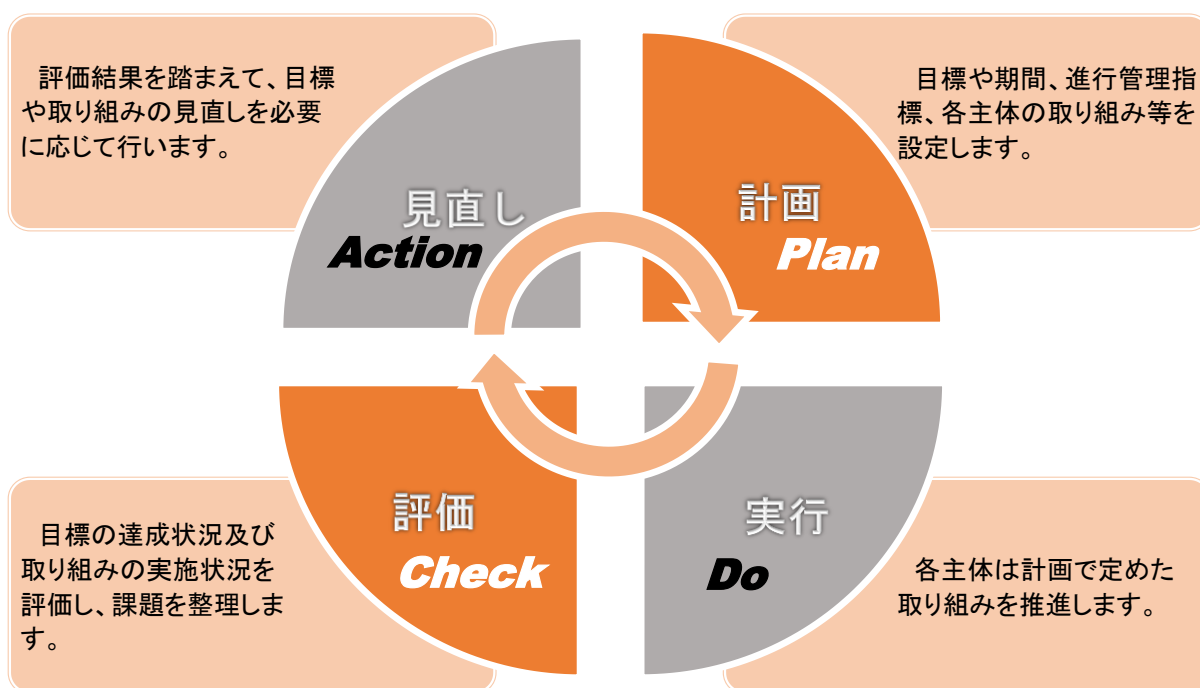 評価結果を踏まえて、目標
や取り組みの見直しを必要
に応じて行います。
目標や期間、進行管理指
標、各主体の取り組み等を
設定します。
見直し
Action
計画
Plan
評価
Check
実行
Do
目標の達成状況及び
取り組みの実施状況を
評価し、課題を整理しま
す。
各主体は計画で定めた
取り組みを推進します。